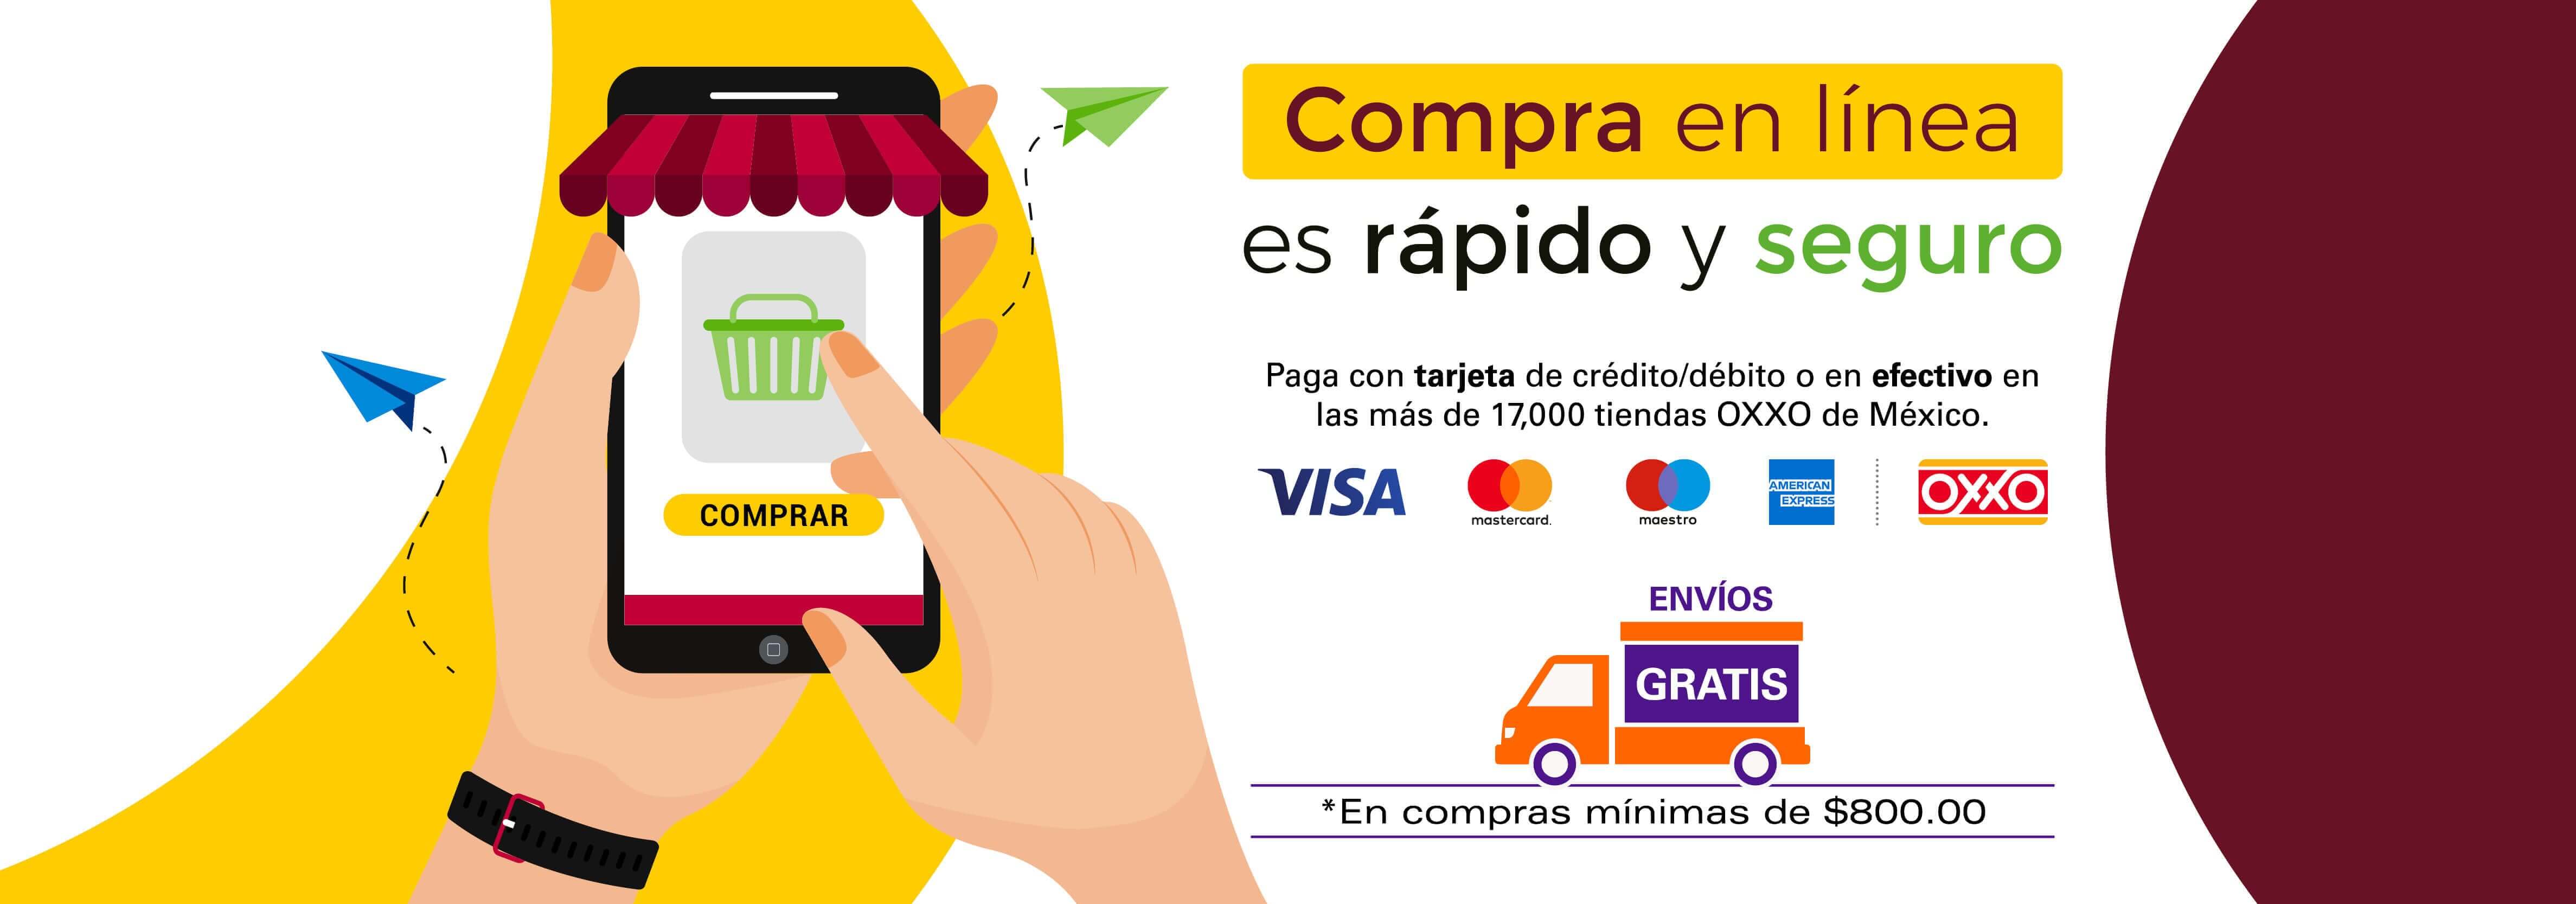 COMPRAR
Compra en línea
es rápido y seguro
Paga con tarjeta de crédito/débito o en efectivo en
las más de 17,000 tiendas OXXO de México.
VISA
mastercard.
maestro
AMERICAN
EXPRESS
OXXO
ENVÍOS
GRATIS
*En compras mínimas de $800.00